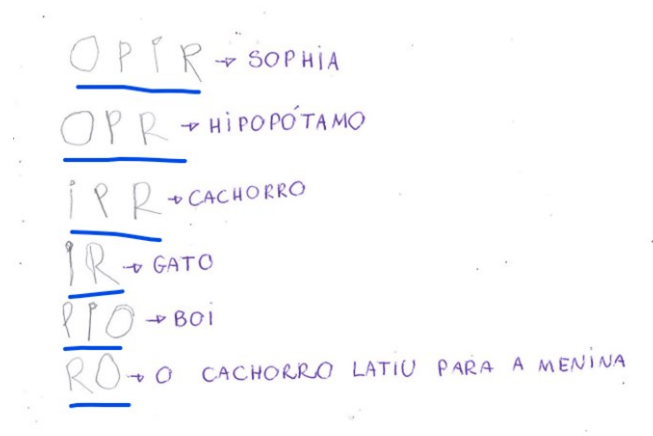 OPIR → SOPHIA
OPR → HIPOPÓTAMO
IPR → CACHORRO
IR → GATO
PIO → BOI
RO → O CACHORRO LATIU PARA A MENINA